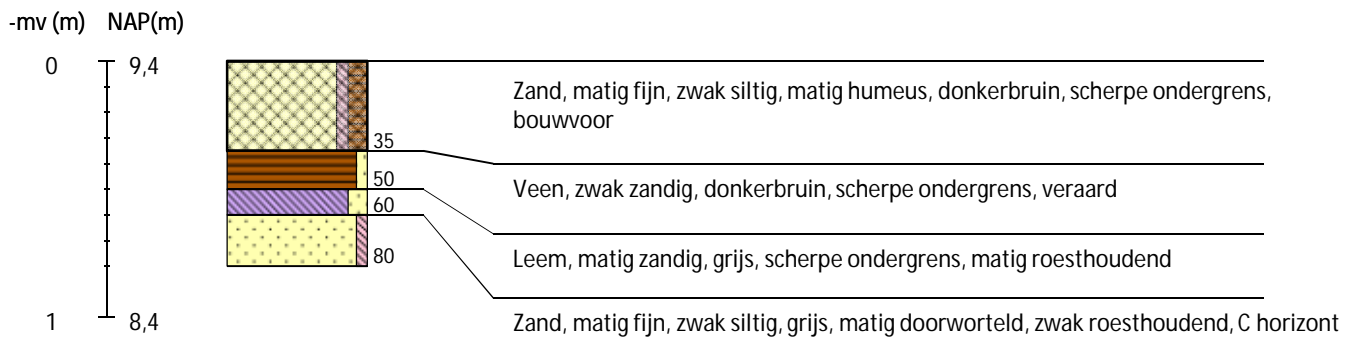 -mv (m) NAP(m)
0 9,4
Zand, matig fijn, zwak siltig, matig humeus, donkerbruin, scherpe ondergrens,
bouwvoor
35
Veen, zwak zandig, donkerbruin, scherpe ondergrens, veraard
50
60
Leem, matig zandig, grijs, scherpe ondergrens, matig roesthoudend
80
1 8,4
Zand, matig fijn, zwak siltig, grijs, matig doorworteld, zwak roesthoudend, C horizont